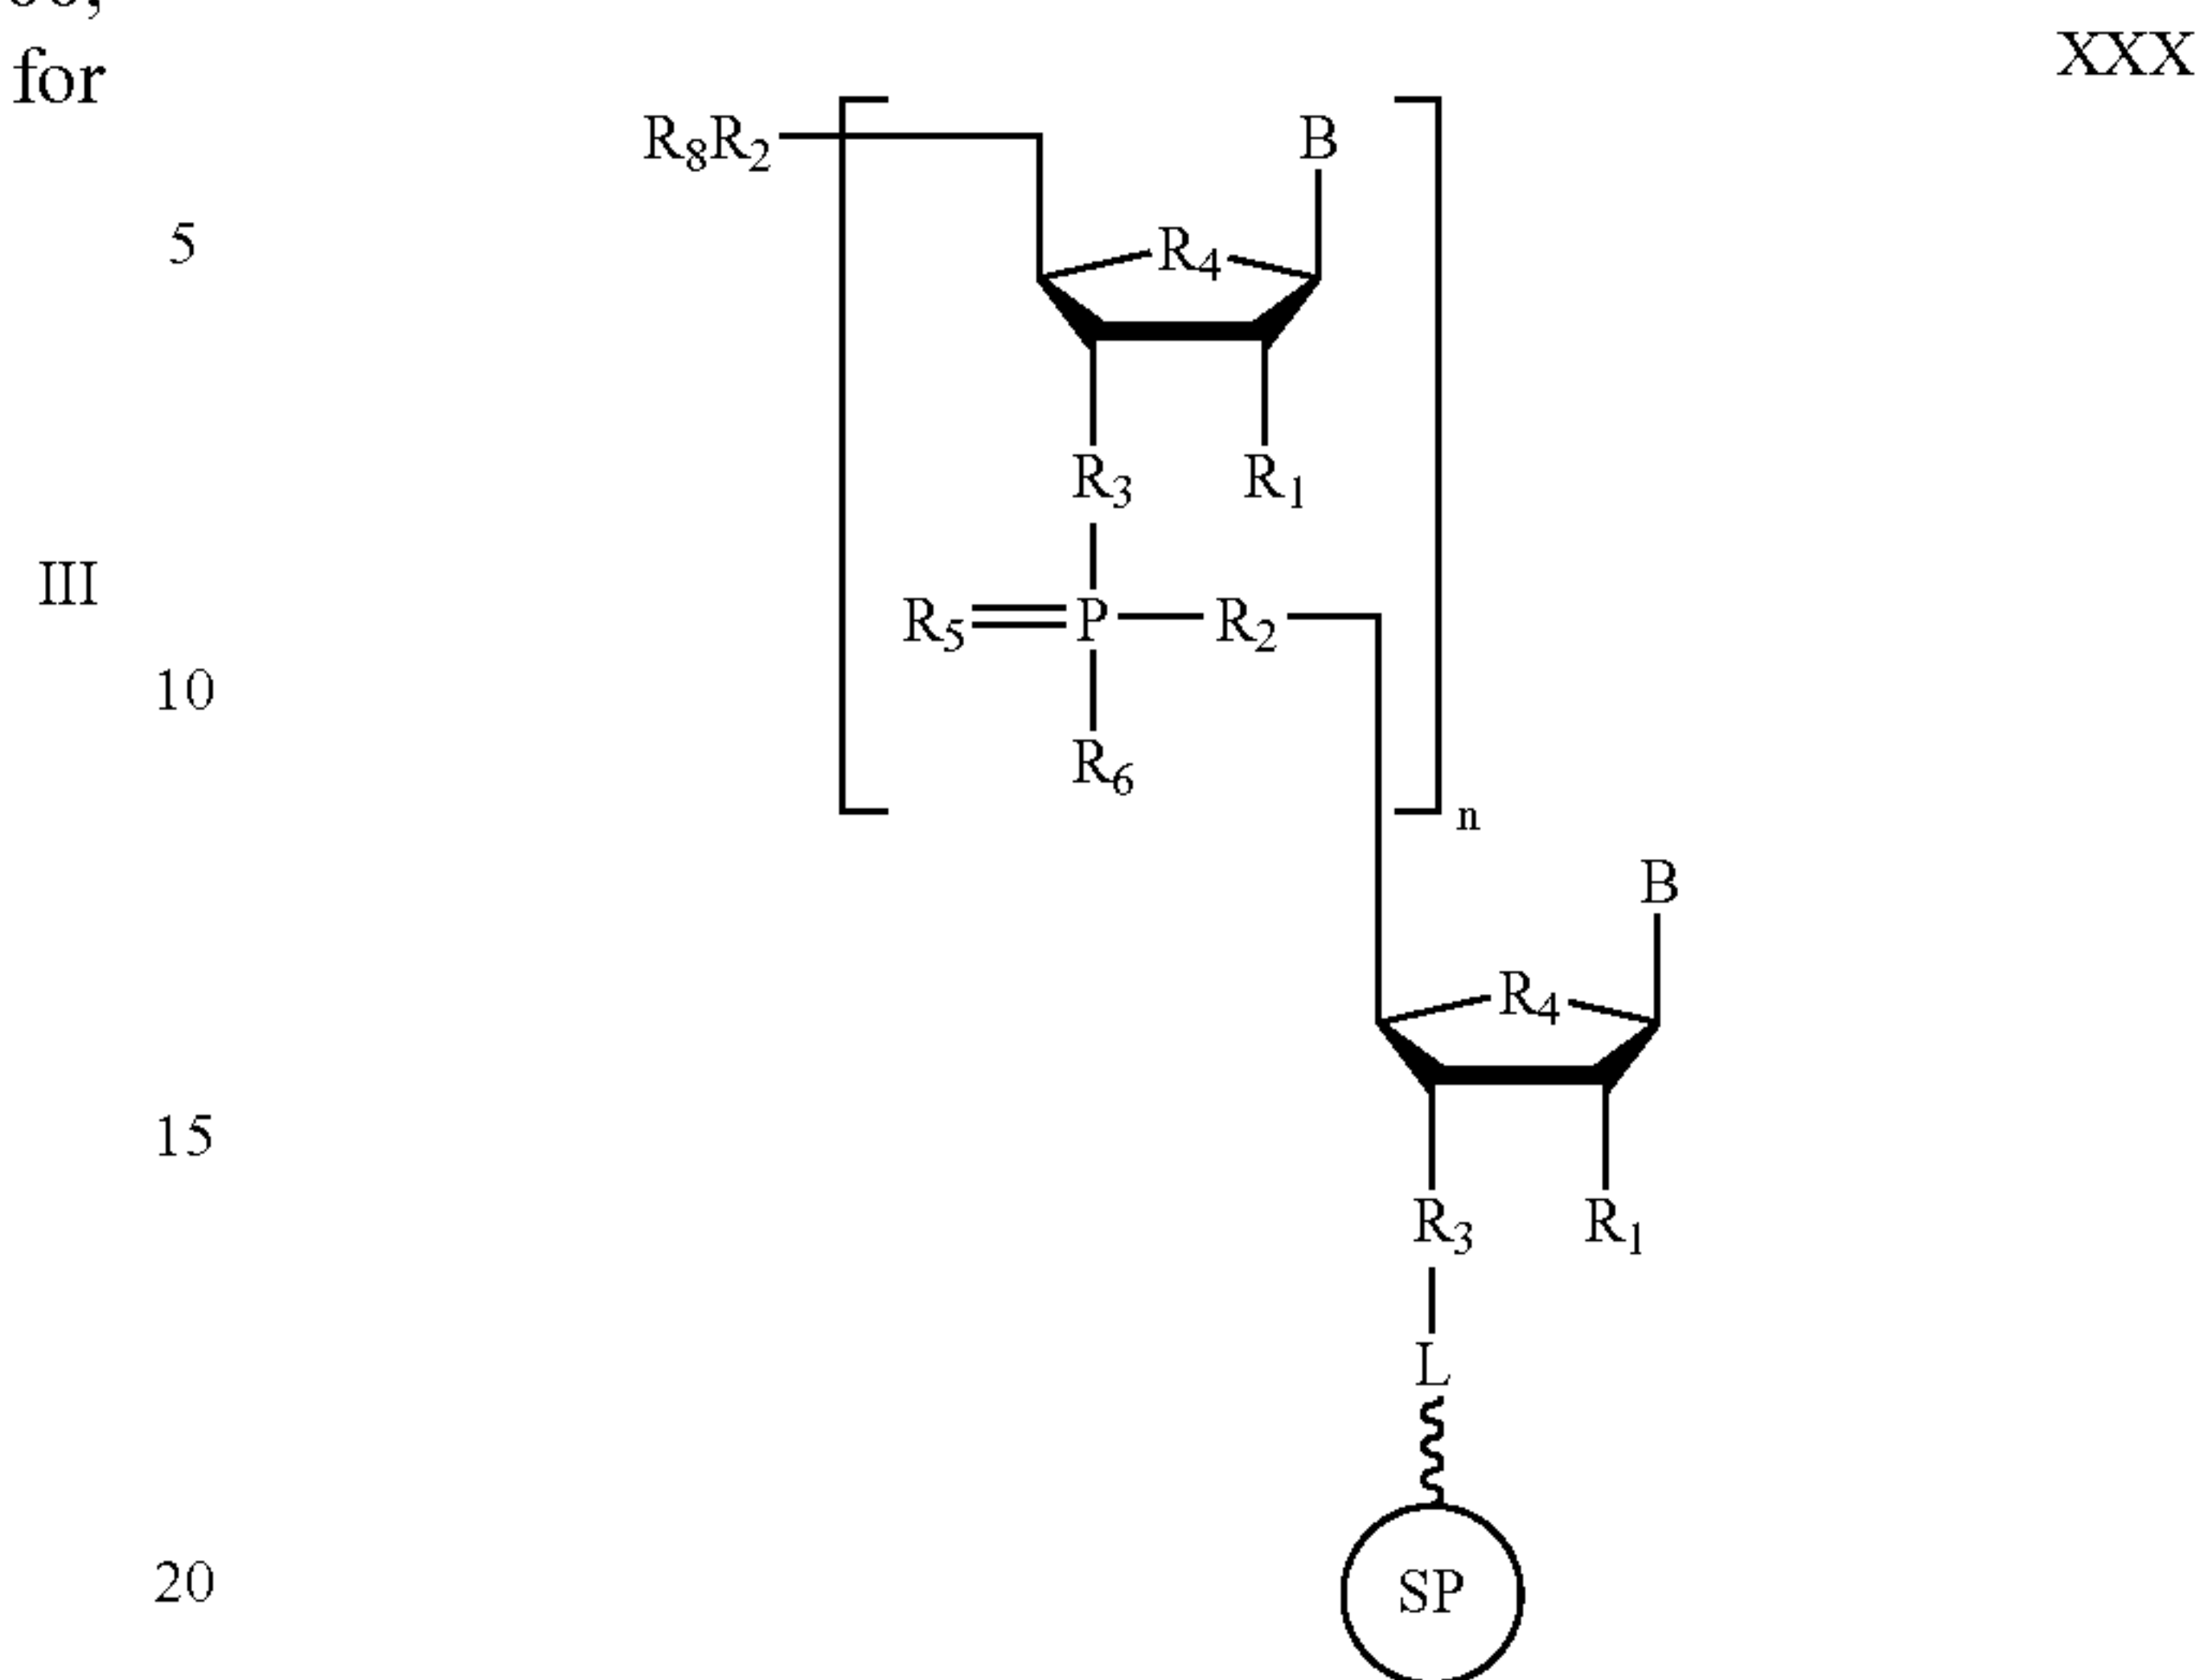 for
XXX
R₈R₂ B
5
R₄
R₃ R₁
III
R₅ P R₂
10
R₆
n
B
R₄
15
R₃ R₁
L
20
SP